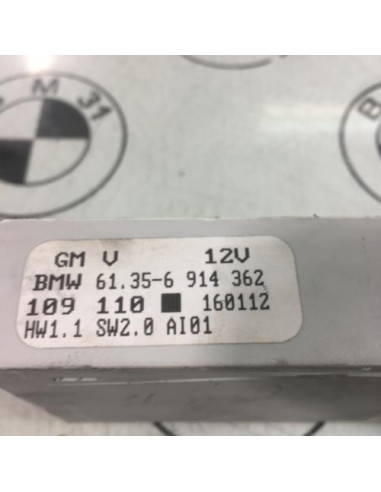 B M 31
B
GM V 12V
BMW 61.35-6 914 362
109 110 ■ 160112
HW1.1 SW2.0 AI01